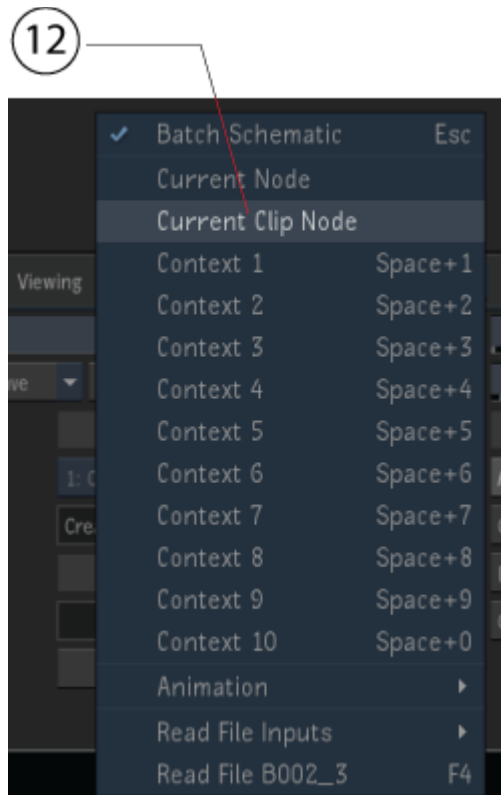 12
Batch Schematic Esc
Current Node
Current Clip Node
Context 1 Space+1
Viewing
Context 2 Space+2
Context 3 Space+3
Context 4 Space+4
Context 5 Space+5
1:
Context 6 Space+6
Cre
Context 7 Space+7
Context 8 Space+8
Context 9 Space+9
Context 10 Space+0
Animation
Read File Inputs
Read File B002_3 F4